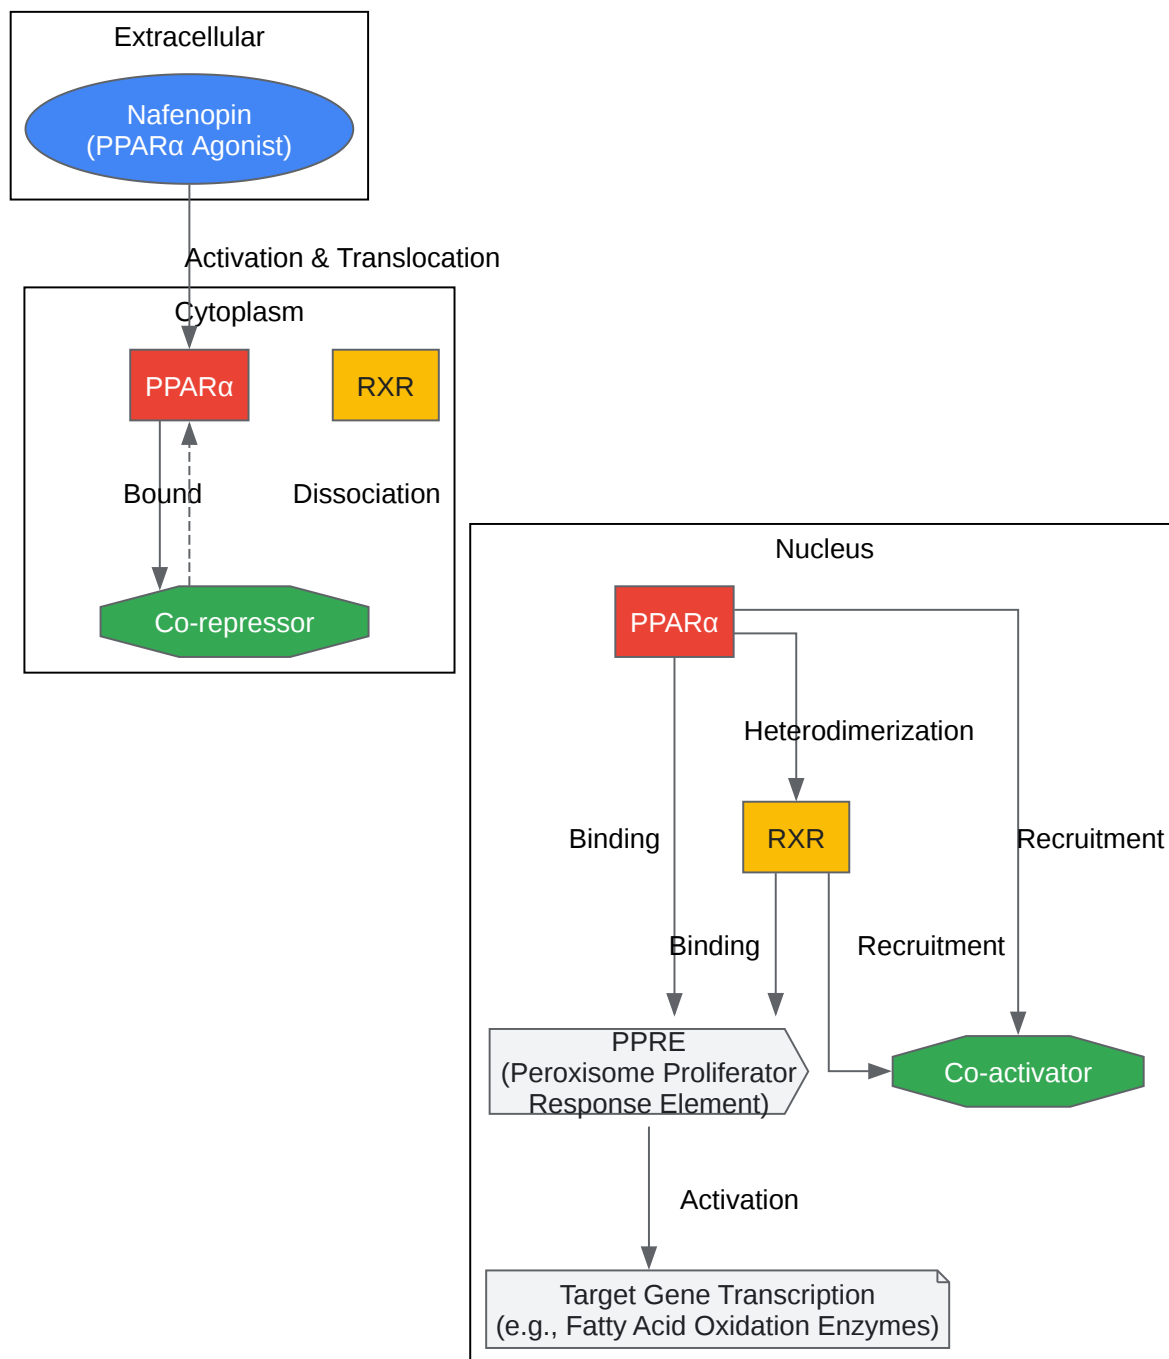 Extracellular
Nafenopin
(PPARα Agonist)
Activation & Translocation
Cytoplasm
PPARα
RXR
Bound
Dissociation
Co-repressor
Nucleus
PPARα
Heterodimerization
Binding
RXR
Recruitment
Binding
Recruitment
PPRE
(Peroxisome Proliferator
Response Element)
Co-activator
Activation
Target Gene Transcription
(e.g., Fatty Acid Oxidation Enzymes)